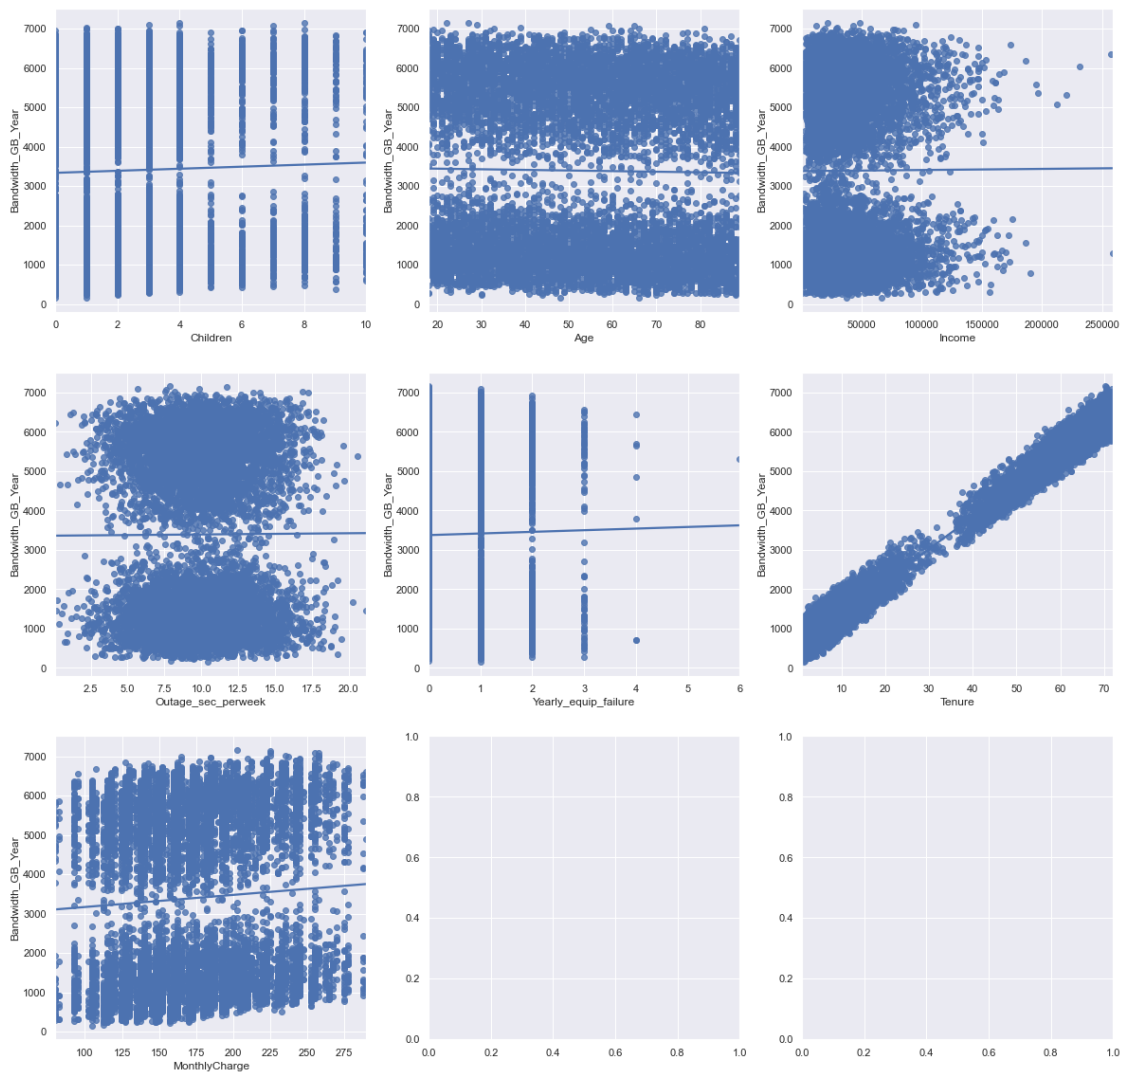 7000
6000
5000
4000
3000
2000
1000
0
Bandwidth_GB_Year
0 2 4 6 8 10
Children
7000
6000
5000
4000
3000
2000
1000
0
Bandwidth_GB_Year
20 30 40 50 60 70 80
Age
7000
6000
5000
4000
3000
2000
1000
0
Bandwidth_GB_Year
50000 100000 150000 200000 250000
Income
7000
6000
5000
4000
3000
2000
1000
0
Bandwidth_GB_Year
2.5 5.0 7.5 10.0 12.5 15.0 17.5 20.0
Outage_sec_perweek
7000
6000
5000
4000
3000
2000
1000
0
Bandwidth_GB_Year
0 1 2 3 4 5 6
Yearly_equip_failure
7000
6000
5000
4000
3000
2000
1000
0
Bandwidth_GB_Year
10 20 30 40 50 60 70
Tenure
7000
6000
5000
4000
3000
2000
1000
0
Bandwidth_GB_Year
100 125 150 175 200 225 250 275
MonthlyCharge
1.0
0.8
0.6
0.4
0.2
0.0
0.0 0.2 0.4 0.6 0.8 1.0
1.0
0.8
0.6
0.4
0.2
0.0
0.0 0.2 0.4 0.6 0.8 1.0